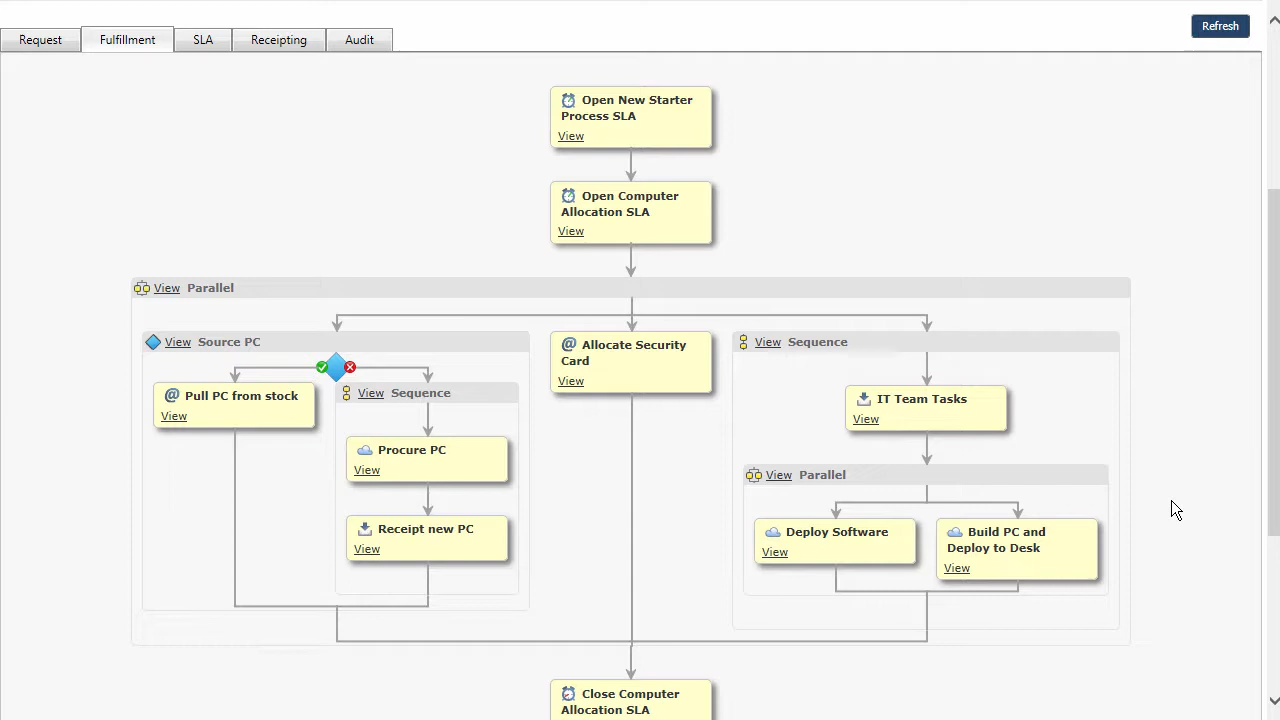 Refresh
Request
Fulfillment
SLA
Receipting
Audit
Open New Starter
Process SLA
View
Open Computer
Allocation SLA
View
View Parallel
View Source PC
@ Pull PC from stock
View
View Sequence
Procure PC
View
Receipt new PC
View
@ Allocate Security
Card
View
View Sequence
IT Team Tasks
View
View Parallel
Deploy Software
View
Build PC and
Deploy to Desk
View
Close Computer
Allocation SLA